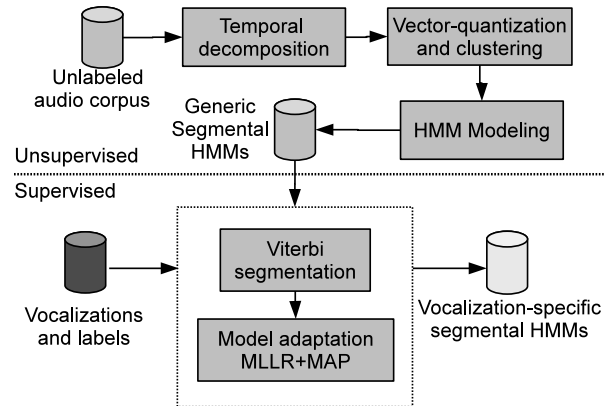 Temporal
decomposition
Vector-quantization
and clustering
Unlabeled
audio corpus
Generic
Segmental
HMMs
HMM Modeling
Unsupervised
Supervised
Viterbi
segmentation
Vocalizations
and labels
Model adaptation
MLLR+MAP
Vocalization-specific
segmental HMMs